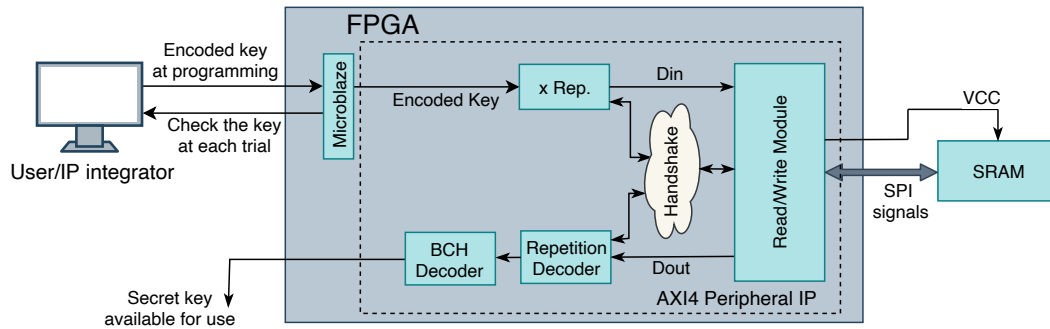 FPGA
Encoded key
at programming
Check the key
at each trial
User/IP integrator
Microblaze
Encoded Key
x Rep.
Din
Handshake
Read/Write Module
VCC
SRAM
SPI
signals
BCH
Decoder
Repetition
Decoder
Dout
AXI4 Peripheral IP
Secret key
available for use